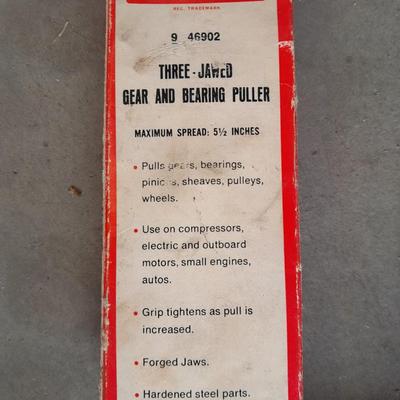 REG. TRADEMARK
9 46902
THREE-JAWED
GEAR AND BEARING PULLER
MAXIMUM SPREAD: 5½ INCHES
• Pulls gears, bearings,
pinions, sheaves, pulleys,
wheels.
• Use on compressors,
electric and outboard
motors, small engines,
autos.
• Grip tightens as pull is
increased.
• Forged Jaws.
• Hardened steel parts.